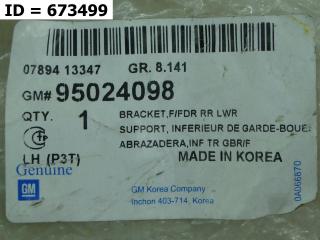 ID = 673499
07894 13347 GR. 8.141
GM# 95024098
QTY. 1 BRACKET,F/FDR RR LWR
SUPPORT, INFERIEUR DE GARDE-BOUE
ABRAZADERA,INF TR GBR/F
LH (P3T) MADE IN KOREA
Genuine
GM
GM Korea Company
Inchon 403-714, Korea
0A066870